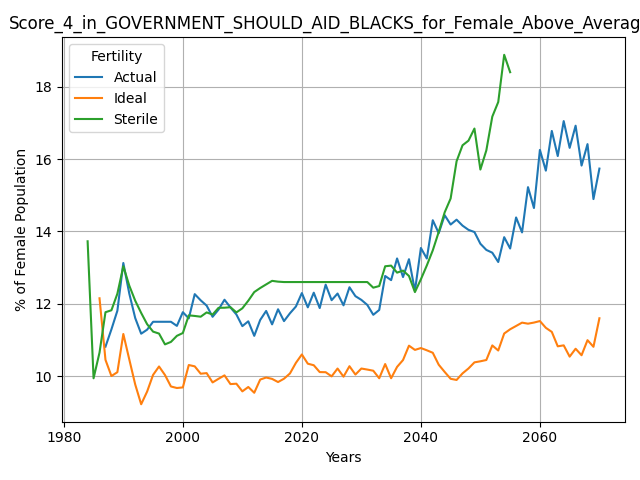 Score_4_in_GOVERNMENT_SHOULD_AID_BLACKS_for_Female_Above_Averag
Fertility
Actual
Ideal
Sterile
% of Female Population
18
16
14
12
10
1980
2000
2020
2040
2060
Years